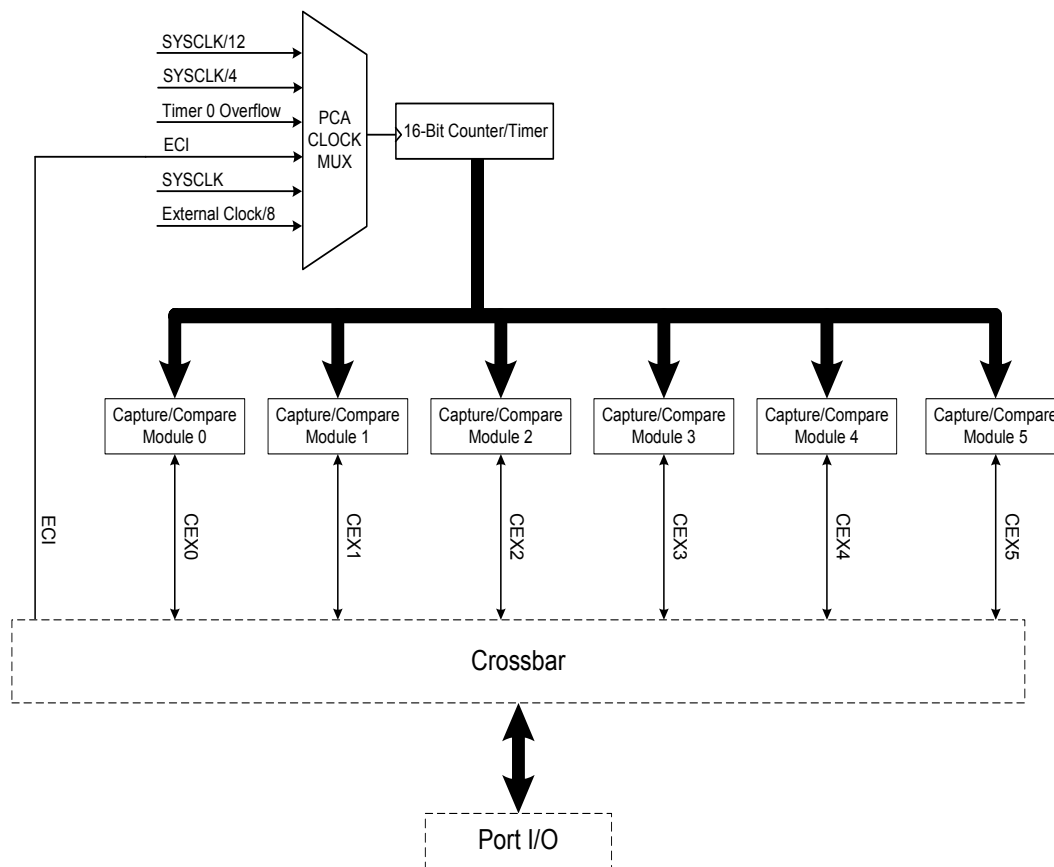 SYSCLK/12
SYSCLK/4
Timer 0 Overflow
ECI
SYSCLK
External Clock/8
PCA
CLOCK
MUX
16-Bit Counter/Timer
Capture/Compare
Module 0
Capture/Compare
Module 1
Capture/Compare
Module 2
Capture/Compare
Module 3
Capture/Compare
Module 4
Capture/Compare
Module 5
ECI
CEX0
CEX1
CEX2
CEX3
CEX4
CEX5
Crossbar
Port I/O